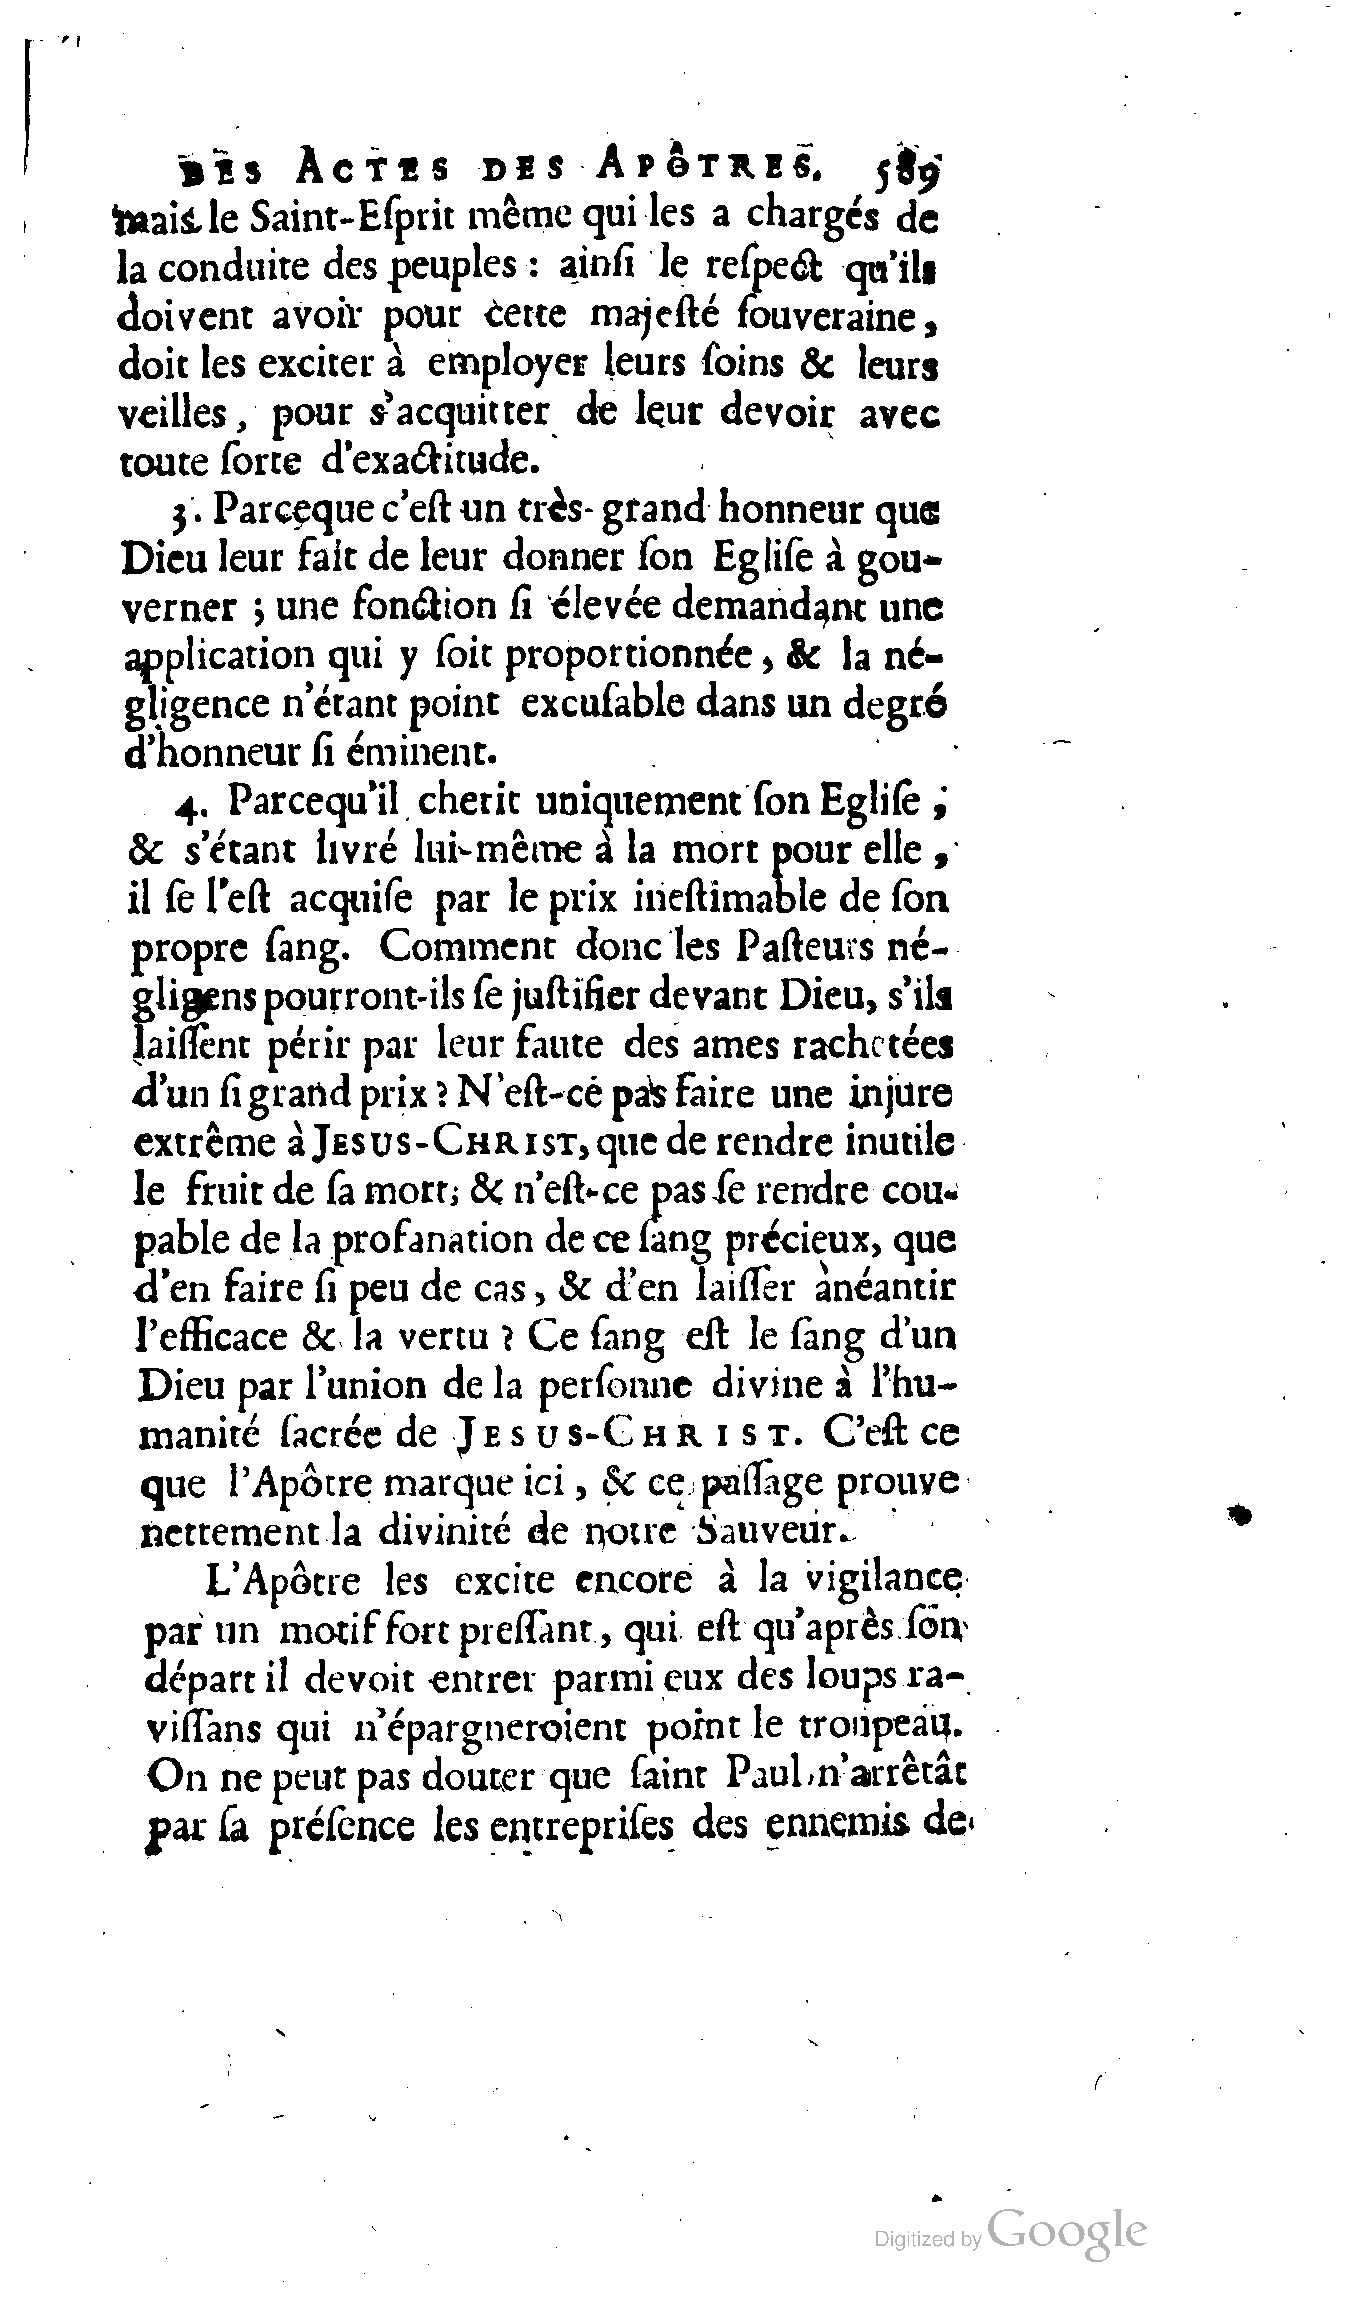 DES ACTES DES APÔTRES. 589
mais le Saint-Eſprit même qui les a chargés de
la conduite des peuples : ainſi le reſpect qu'ils
doivent avoir pour cette majeſté ſouveraine,
doit les exciter à employer leurs ſoins & leurs
veilles, pour s'acquitter de leur devoir avec
toute ſorte d'exactitude.
3. Parceque c'eſt un très-grand honneur que
Dieu leur fait de leur donner ſon Egliſe à gou-
verner ; une fonction ſi élevée demandant une
application qui y ſoit proportionnée, & la né-
gligence n'étant point excuſable dans un degré
d'honneur ſi éminent.
4. Parcequ'il cherit uniquement ſon Egliſe ;
& s'étant livré lui-même à la mort pour elle,
il ſe l'eſt acquiſe par le prix ineſtimable de ſon
propre ſang. Comment donc les Paſteurs né-
gligens pourront-ils ſe juſtifier devant Dieu, s'ils
laiſſent périr par leur faute des ames rachetées
d'un ſi grand prix ? N'eſt-ce pas faire une injure
extrême à JESUS-CHRIST, que de rendre inutile
le fruit de ſa mort; & n'eſt-ce pas ſe rendre cou-
pable de la profanation de ce ſang précieux, que
d'en faire ſi peu de cas, & d'en laiſſer anéantir
l'efficace & la vertu ? Ce ſang eſt le ſang d'un
Dieu par l'union de la perſonne divine à l'hu-
manité ſacrée de JESUS-CHRIST. C'eſt ce
que l'Apôtre marque ici, & ce paſſage prouve
nettement la divinité de notre Sauveur.
L'Apôtre les excite encore à la vigilance
par un motif fort preſſant, qui eſt qu'après ſon
départ il devoit entrer parmi eux des loups ra-
viſſans qui n'épargneroient point le troupeau.
On ne peut pas douter que ſaint Paul n'arrêtât
par ſa préſence les entrepriſes des ennemis de
Digitized by Google